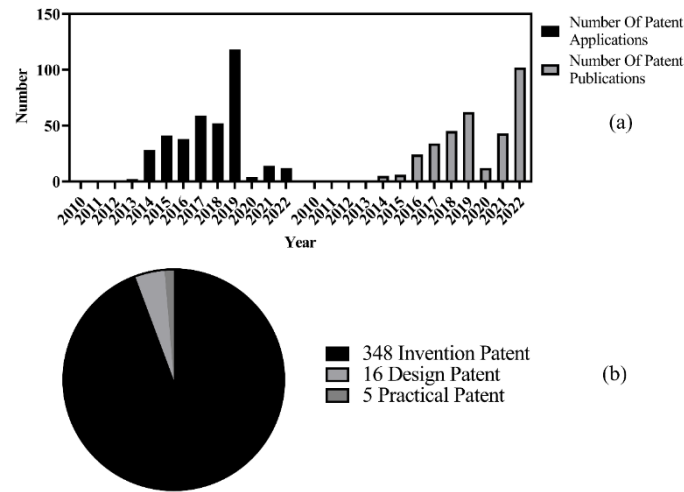 150
100
50
0
Number
2010
2011
2012
2013
2014
2015
2016
2017
2018
2019
2020
2021
2022
2010
2011
2012
2013
2014
2015
2016
2017
2018
2019
2020
2021
2022
Year
Number Of Patent
Applications
Number Of Patent
Publications
(a)
348 Invention Patent
16 Design Patent
5 Practical Patent
(b)